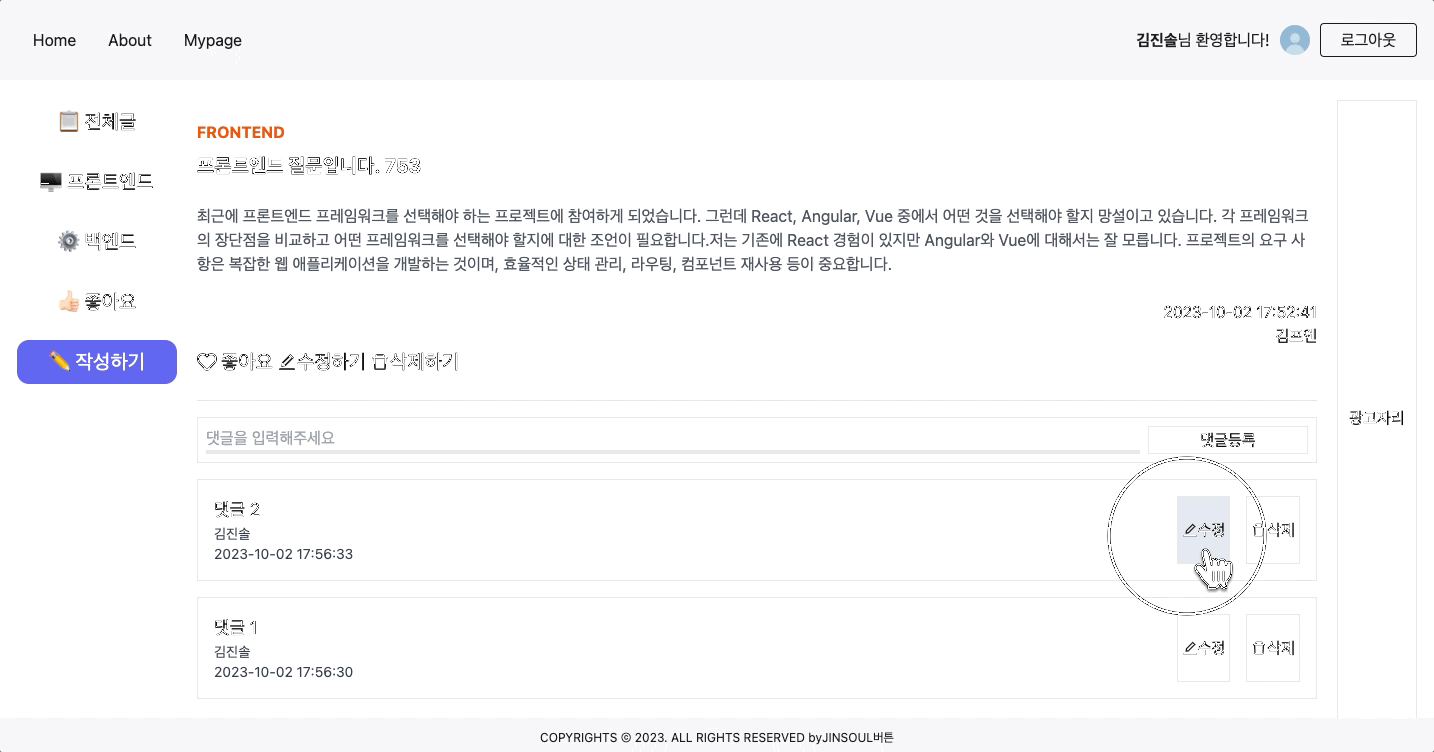 Home About Mypage 김진솔님 환영합니다! 로그아웃
전체글
프론트엔드
백엔드
좋아요
작성하기
FRONTEND
프론트엔드 질문입니다. 753
최근에 프론트엔드 프레임워크를 선택해야 하는 프로젝트에 참여하게 되었습니다. 그런데 React, Angular, Vue 중에서 어떤 것을 선택해야 할지 망설이고 있습니다. 각 프레임워크
의 장단점을 비교하고 어떤 프레임워크를 선택해야 할지에 대한 조언이 필요합니다.저는 기존에 React 경험이 있지만 Angular와 Vue에 대해서는 잘 모릅니다. 프로젝트의 요구 사
항은 복잡한 웹 애플리케이션을 개발하는 것이며, 효율적인 상태 관리, 라우팅, 컴포넌트 재사용 등이 중요합니다.
2023-10-02 17:52:41
김프엔
좋아요 수정하기 삭제하기
댓글을 입력해주세요 댓글등록
댓글 2
김진솔
2023-10-02 17:56:33
수정 삭제
댓글 1
김진솔
2023-10-02 17:56:30
수정 삭제
광고자리
COPYRIGHTS © 2023. ALL RIGHTS RESERVED byJINSOUL버튼